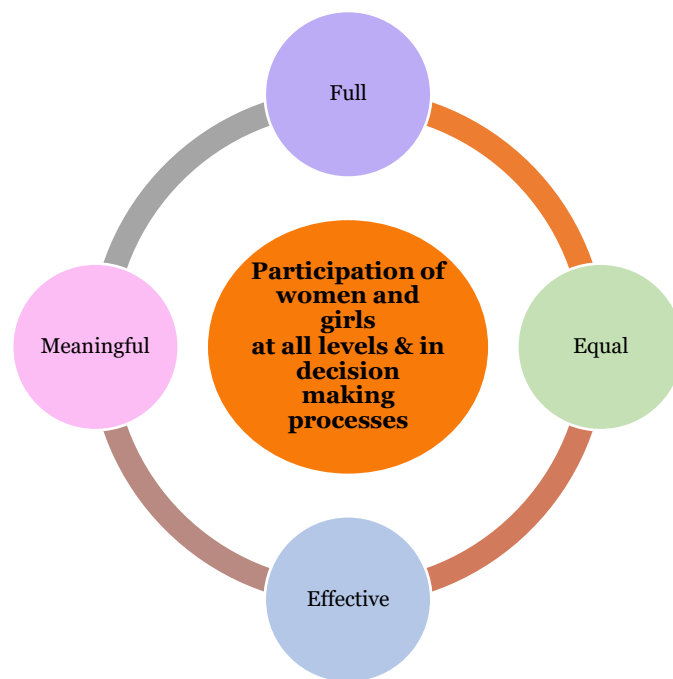 Full
Participation of
women and
girls
at all levels & in
decision
making
processes
Meaningful
Equal
Effective